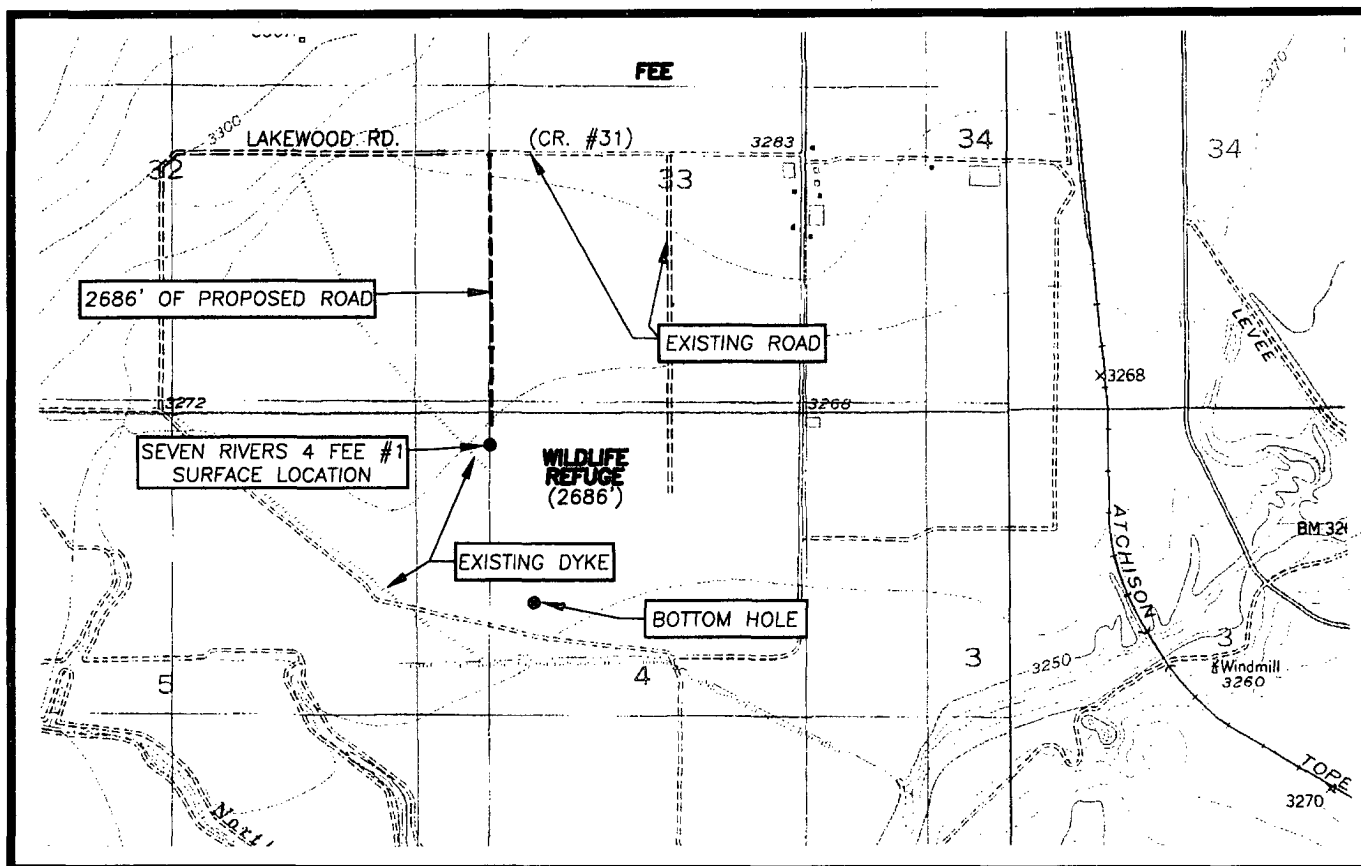 FEE
3300
LAKEWOOD RD.
(CR. #31)
3283
34
3270
34
32
33
2686' OF PROPOSED ROAD
EXISTING ROAD
LEVEE
3268
3272
3268
SEVEN RIVERS 4 FEE #1
SURFACE LOCATION
WILDLIFE
REFUGE
(2686')
ATCHISON
EXISTING DYKE
BOTTOM HOLE
5
4
3
3250
3
Windmill
3260
TOPE
3270